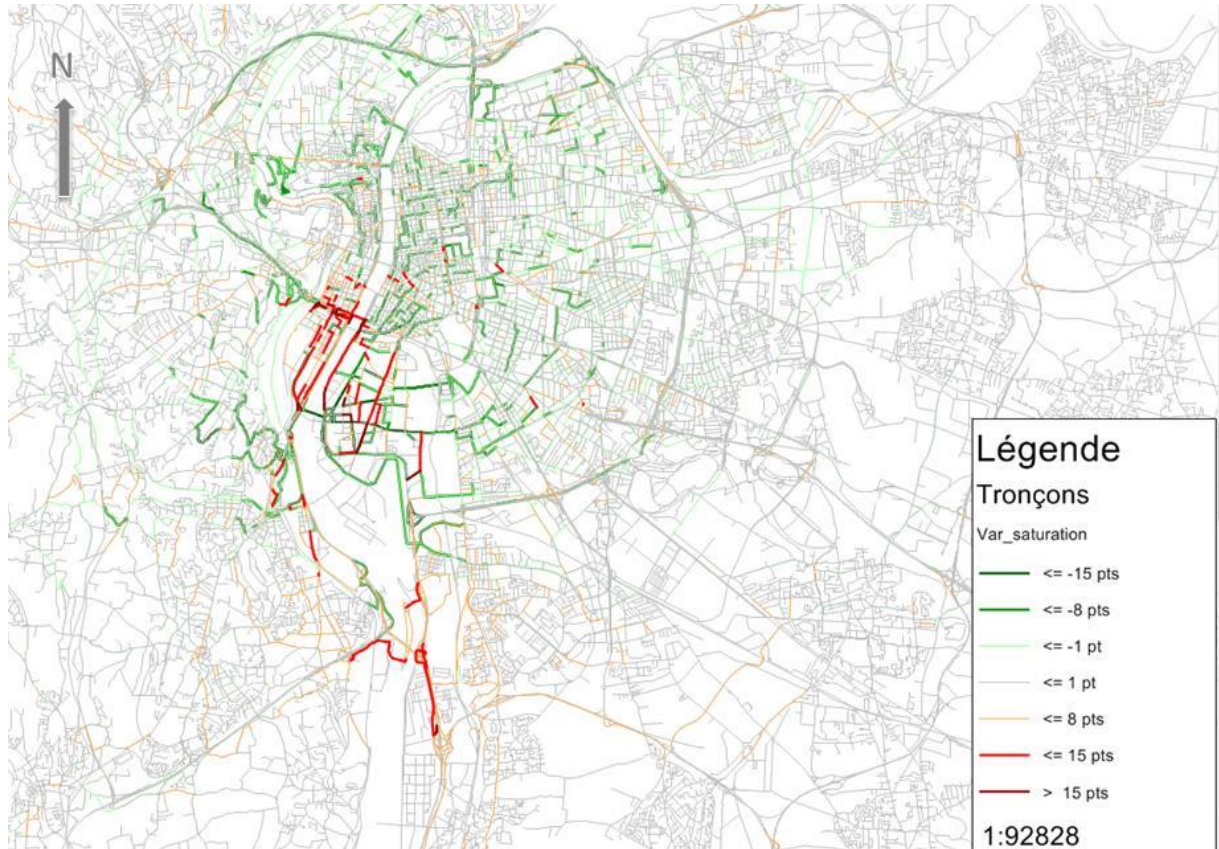 N
Légende
Tronçons
Var_saturation
<= -15 pts
<= -8 pts
<= -1 pt
<= 1 pt
<= 8 pts
<= 15 pts
> 15 pts
1:92828